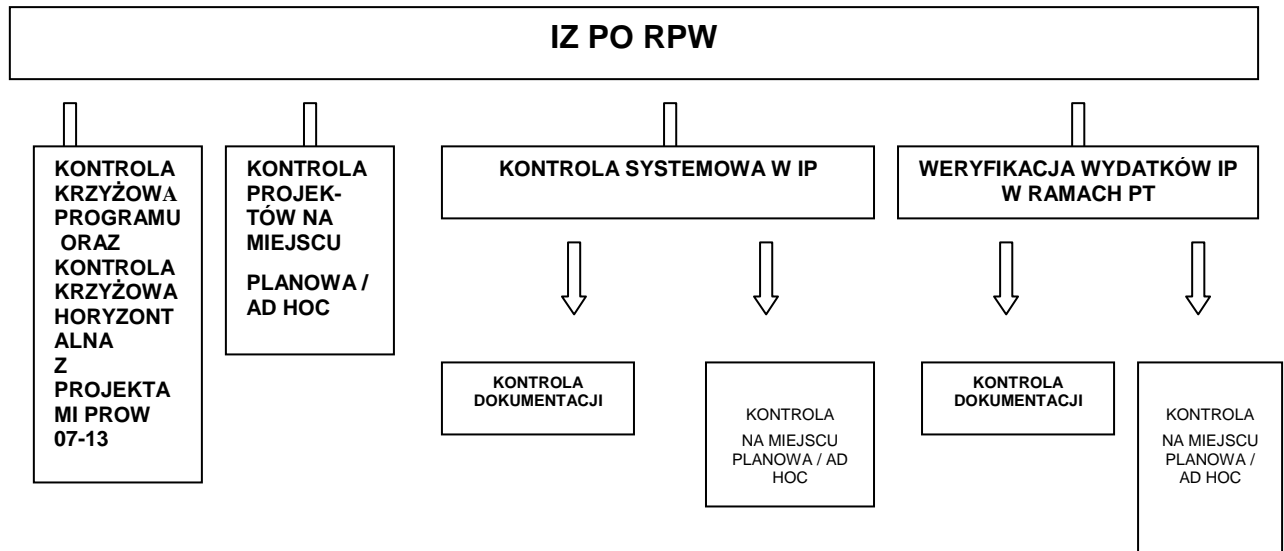 IZ PO RPW
KONTROLA
KRZYŻOWA
PROGRAMU
ORAZ
KONTROLA
KRZYŻOWA
HORYZONT
ALNA
Z
PROJEKTA
MI PROW
07-13
KONTROLA
PROJEK-
TÓW NA
MIEJSCU
PLANOWA /
AD HOC
KONTROLA SYSTEMOWA W IP
WERYFIKACJA WYDATKÓW IP
W RAMACH PT
KONTROLA
DOKUMENTACJI
KONTROLA
NA MIEJSCU
PLANOWA / AD
HOC
KONTROLA
DOKUMENTACJI
KONTROLA
NA MIEJSCU
PLANOWA /
AD HOC